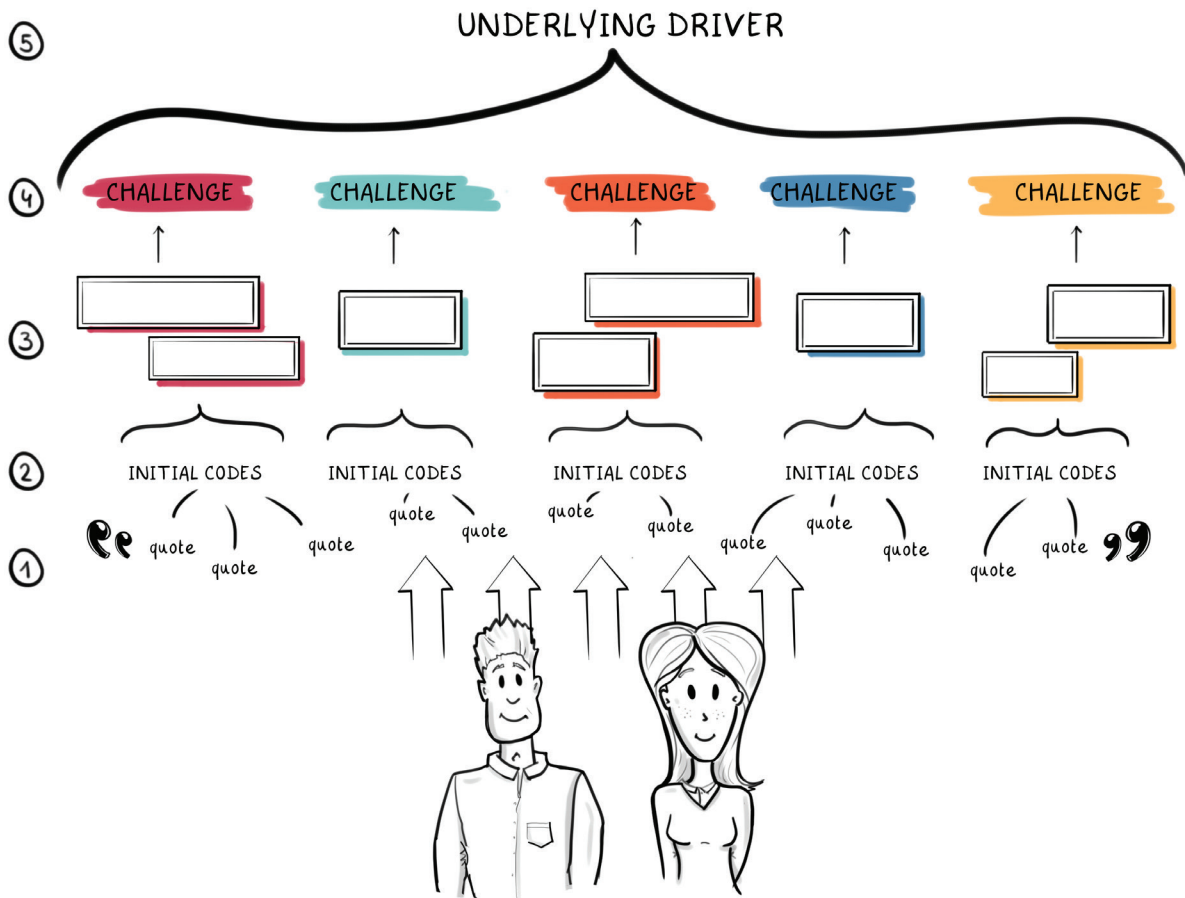 5 UNDERLYING DRIVER
4 CHALLENGE CHALLENGE CHALLENGE CHALLENGE CHALLENGE
3
2 INITIAL CODES INITIAL CODES INITIAL CODES INITIAL CODES INITIAL CODES
quote quote quote quote quote
quote quote quote quote quote quote
quote quote
1